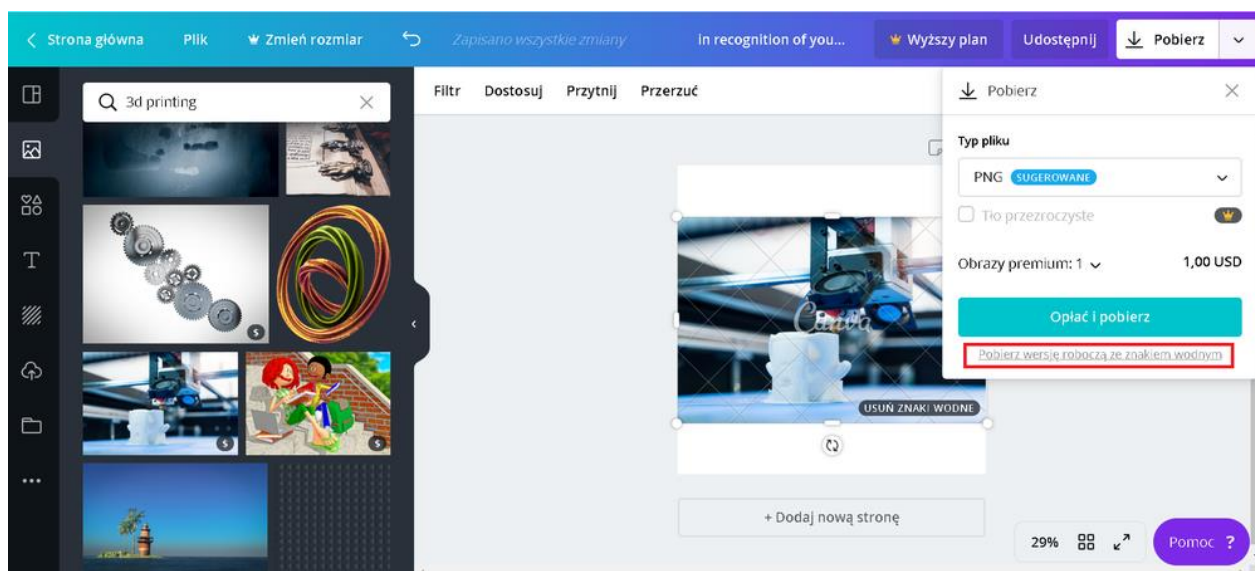 Strona główna
Plik
Zmień rozmiar
Zapisano wszystkie zmiany
in recognition of you...
Wyższy plan
Udostępnij
Pobierz
3d printing
Filtr
Dostosuj
Przytnij
Przerzuć
Pobierz
Typ pliku
PNG SUGEROWANE
Tło przezroczyste
Obrazy premium: 1
1,00 USD
Opłać i pobierz
Pobierz wersję roboczą ze znakiem wodnym
Canva
USUŃ ZNAKI WODNE
+ Dodaj nową stronę
29%
Pomoc ?